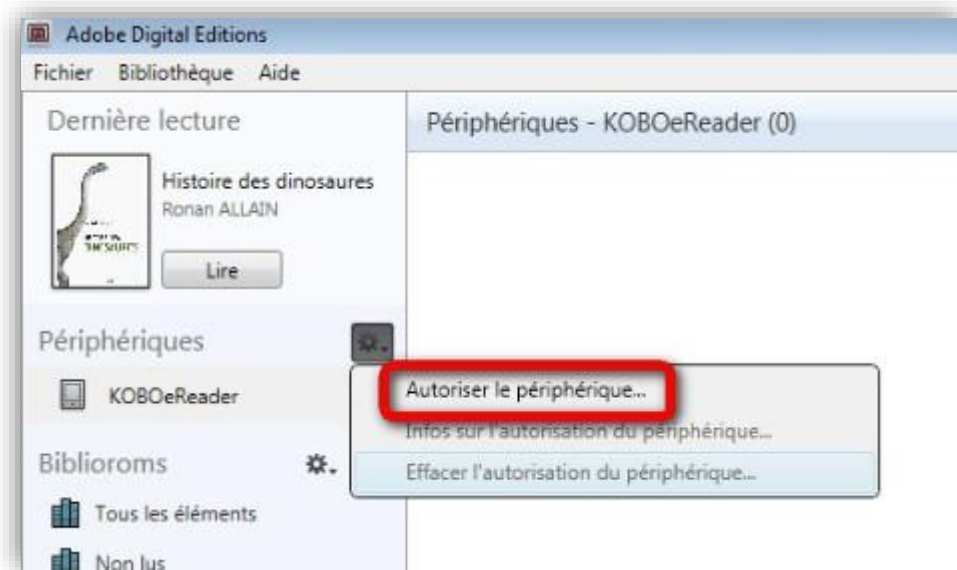 Adobe Digital Editions
Fichier Bibliothèque Aide
Dernière lecture
Périphériques - KOBOeReader (0)
Histoire des dinosaures
Ronan ALLAIN
Lire
Périphériques
KOBOeReader
Autoriser le périphérique...
Infos sur l'autorisation du périphérique...
Effacer l'autorisation du périphérique...
Biblioroms
Tous les éléments
Non lus